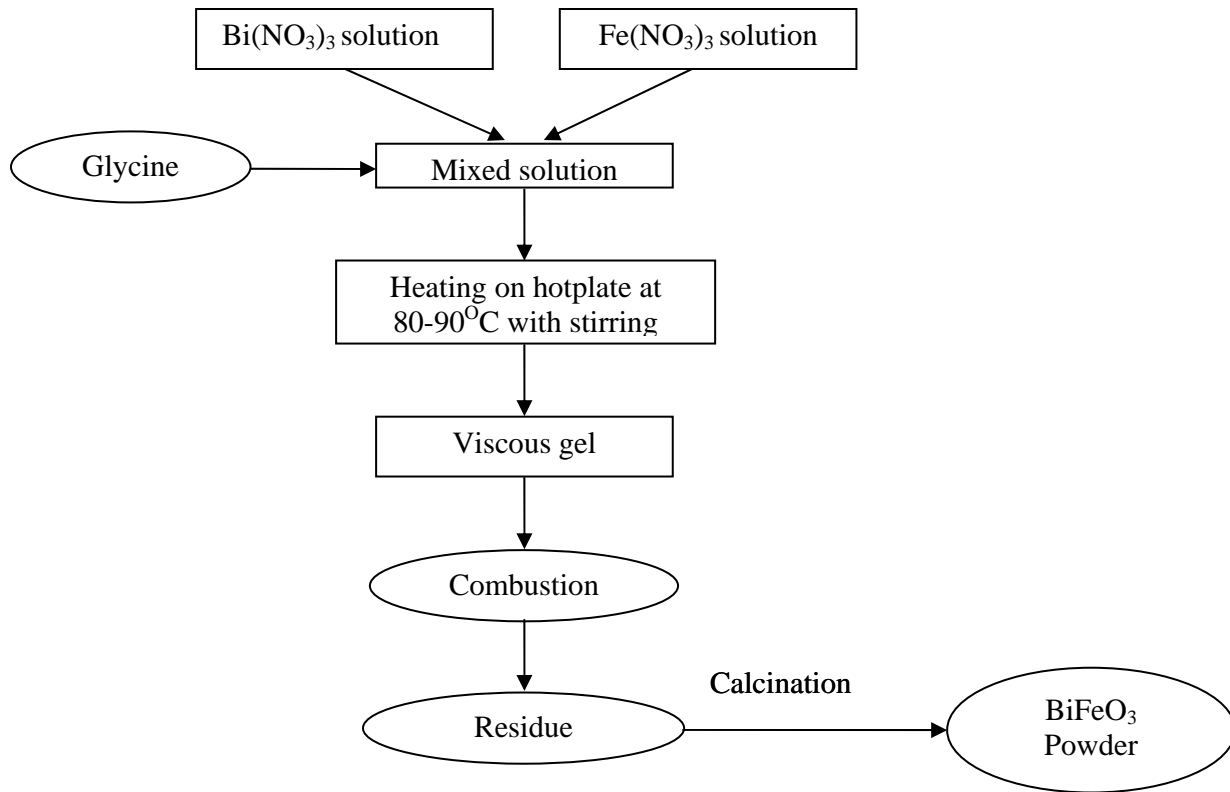 Bi(NO₃)₃ solution
Fe(NO₃)₃ solution
Glycine
Mixed solution
Heating on hotplate at
80-90ᴼC with stirring
Viscous gel
Combustion
Residue
Calcination
BiFeO₃
Powder